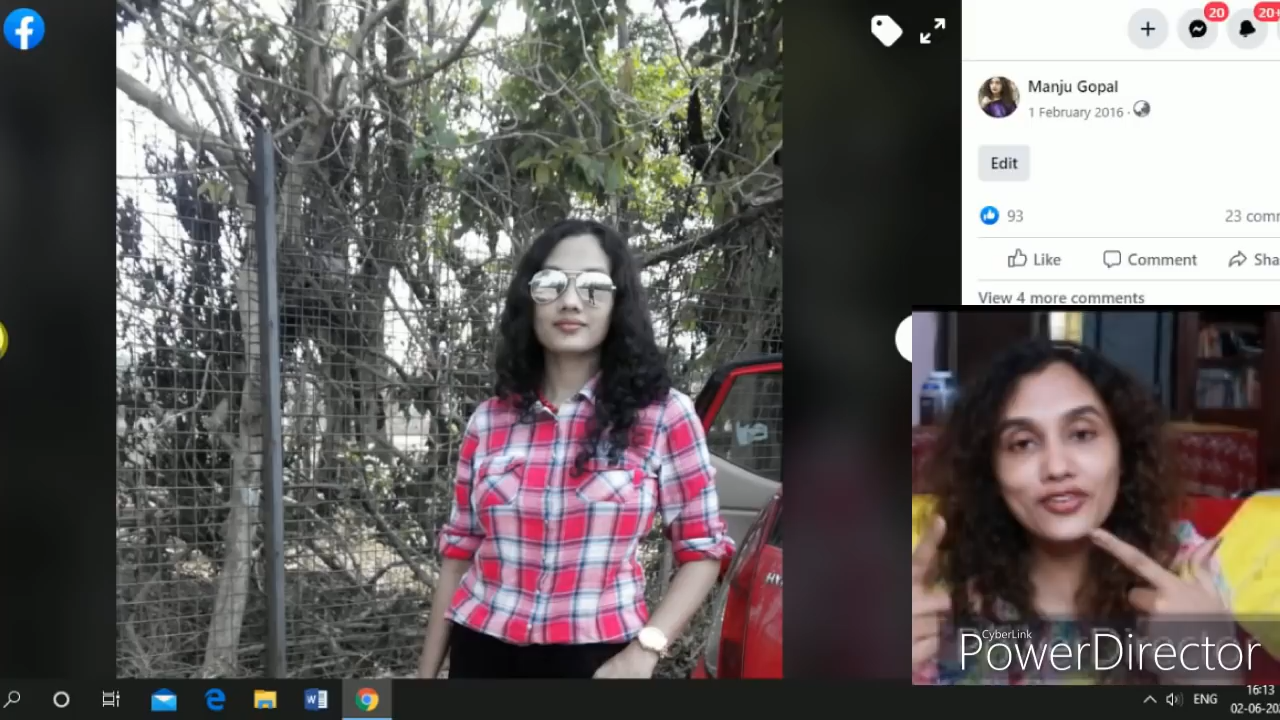 20
20+
Manju Gopal
1 February 2016 ·
Edit
93
23 comm
Like
Comment
Sha
View 4 more comments
CyberLink
PowerDirector
ENG
16:13
02-06-20